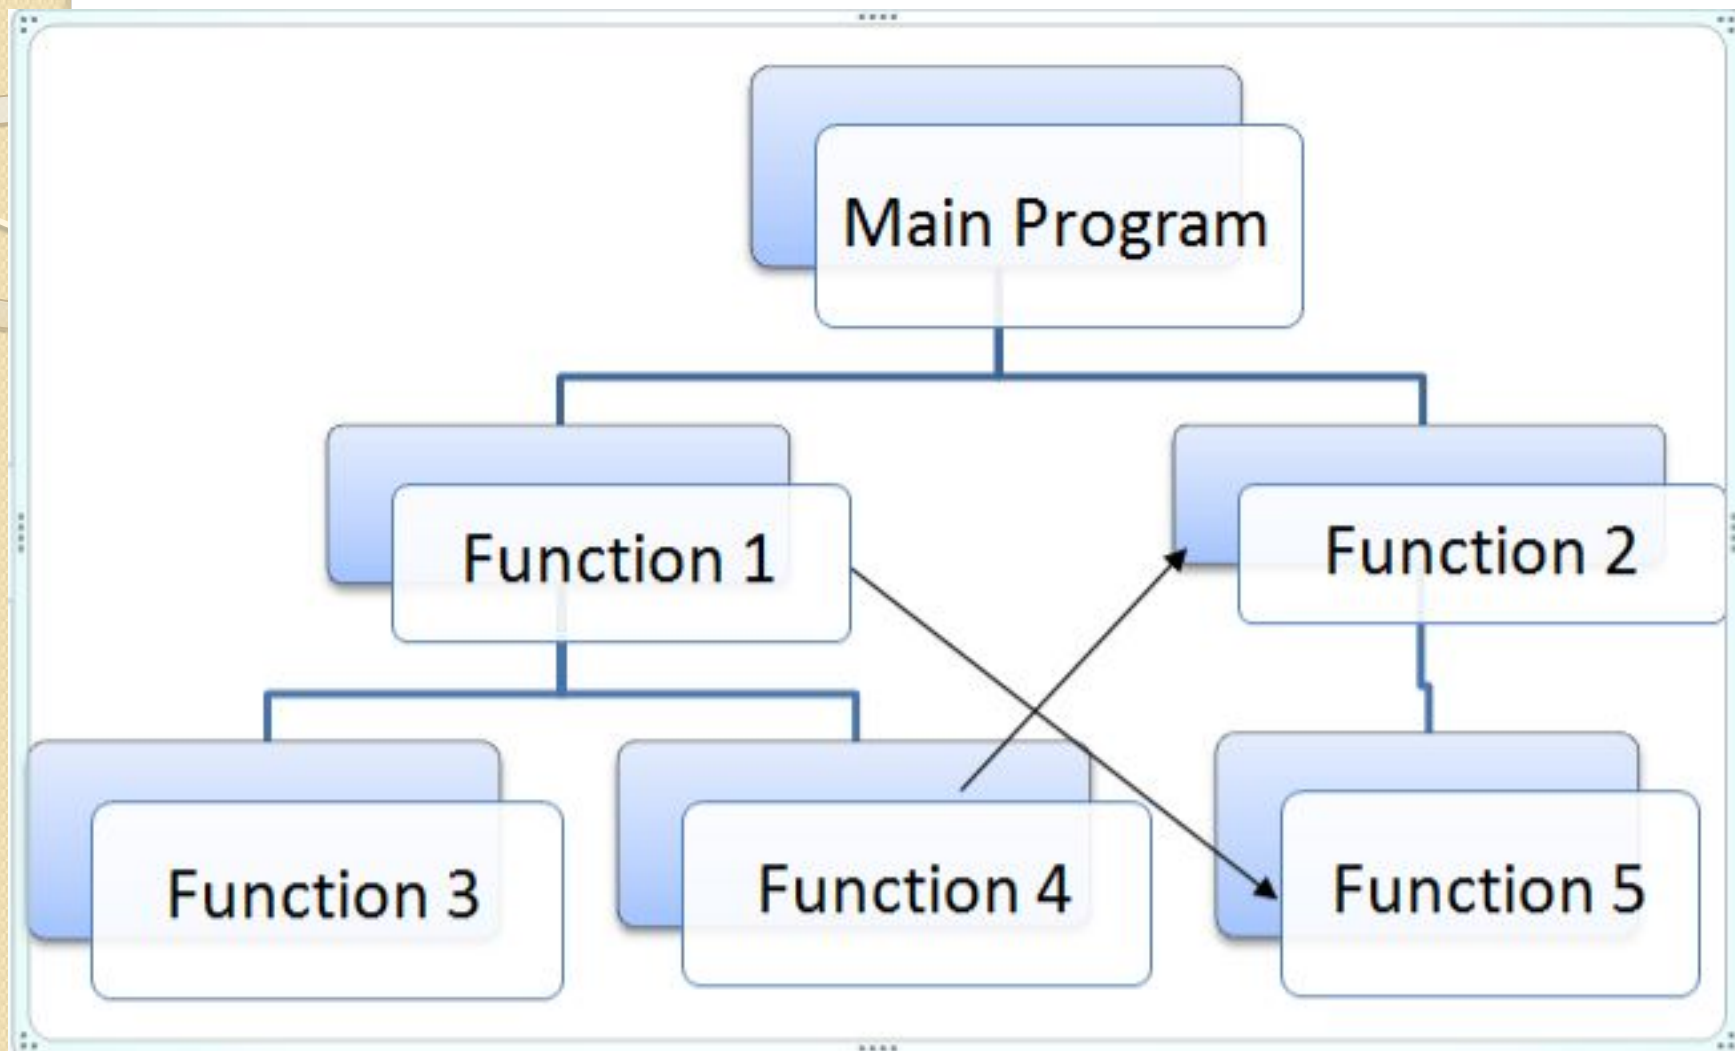 Main Program
Function 1
Function 2
Function 3
Function 4
Function 5